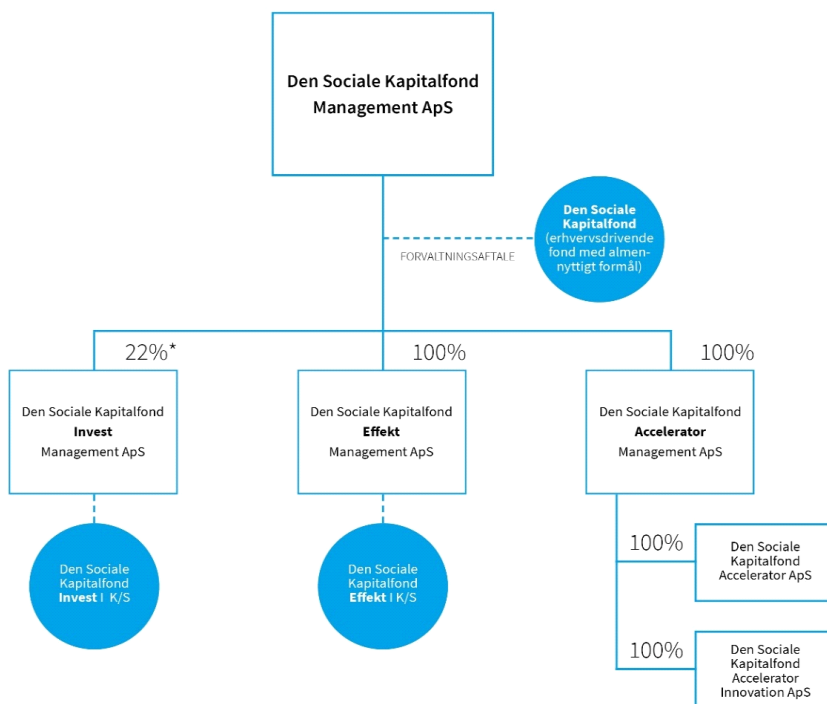 Den Sociale Kapitalfond
Management ApS
Den Sociale
Kapitalfond
(erhvervsdrivende
fond med almen-
nyttigt formål)
FORVALTNINGSAFTALE
22%*
100%
100%
Den Sociale Kapitalfond
Invest
Management ApS
Den Sociale Kapitalfond
Effekt
Management ApS
Den Sociale Kapitalfond
Accelerator
Management ApS
Den Sociale
Kapitalfond
Invest I K/S
Den Sociale
Kapitalfond
Effekt I K/S
100%
Den Sociale
Kapitalfond
Accelerator ApS
100%
Den Sociale
Kapitalfond
Accelerator
Innovation ApS